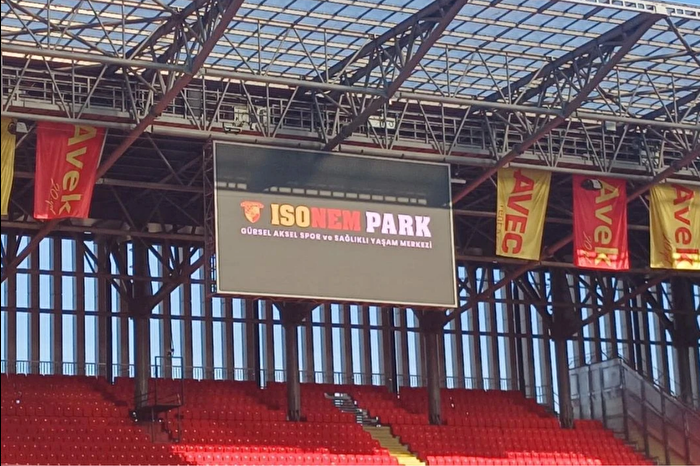 ISONEM PARK
GÜRSEL AKSEL SPOR ve SAĞLIKLI YAŞAM MERKEZİ
Avek
AVEC
Avek
Avek